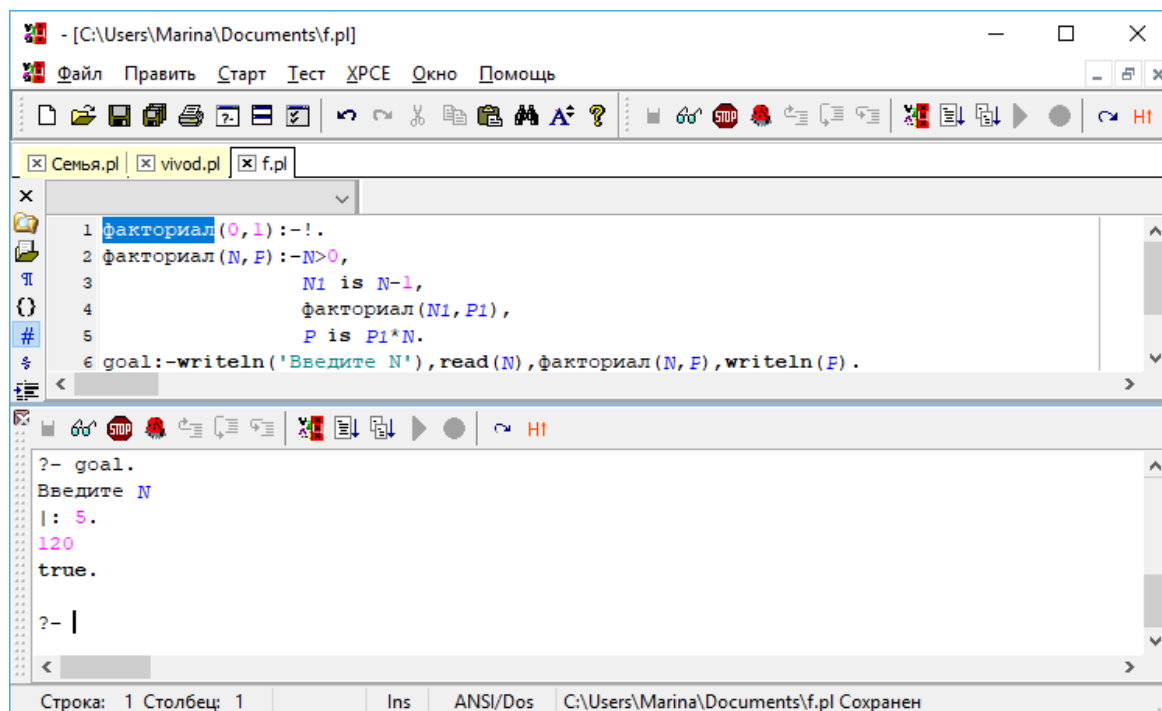 - [C:\Users\Marina\Documents\f.pl]
Файл Править Старт Тест XPCE Окно Помощь
STOP H↑
Семья.pl vivod.pl f.pl
1 факториал(0,1):-!.
2 факториал(N,P):-N>0,
3 N1 is N-1,
4 факториал(N1,P1),
5 P is P1*N.
6 goal:-writeln('Введите N'),read(N),факториал(N,P),writeln(P).
STOP H↑
?- goal.
Введите N
|: 5.
120
true.
?-
Строка: 1 Столбец: 1 Ins ANSI/Dos C:\Users\Marina\Documents\f.pl Сохранен